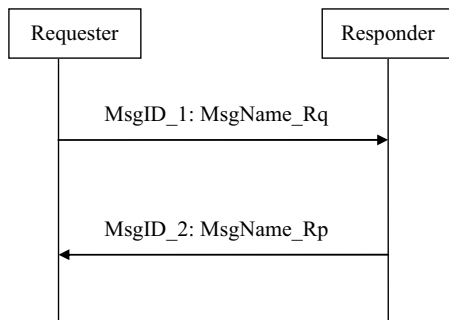 Requester
Responder
MsgID_1: MsgName_Rq
MsgID_2: MsgName_Rp